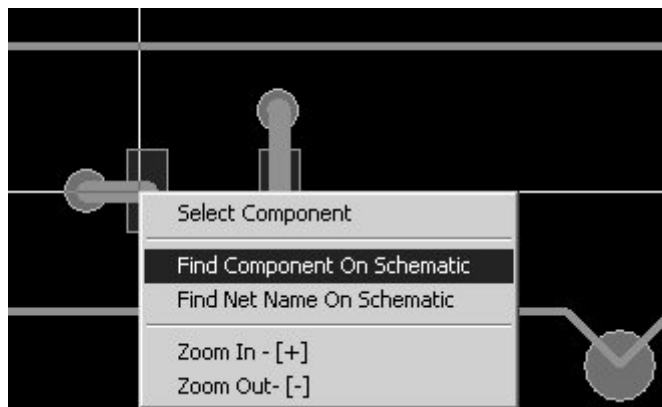 Select Component
Find Component On Schematic
Find Net Name On Schematic
Zoom In - [+]
Zoom Out- [-]